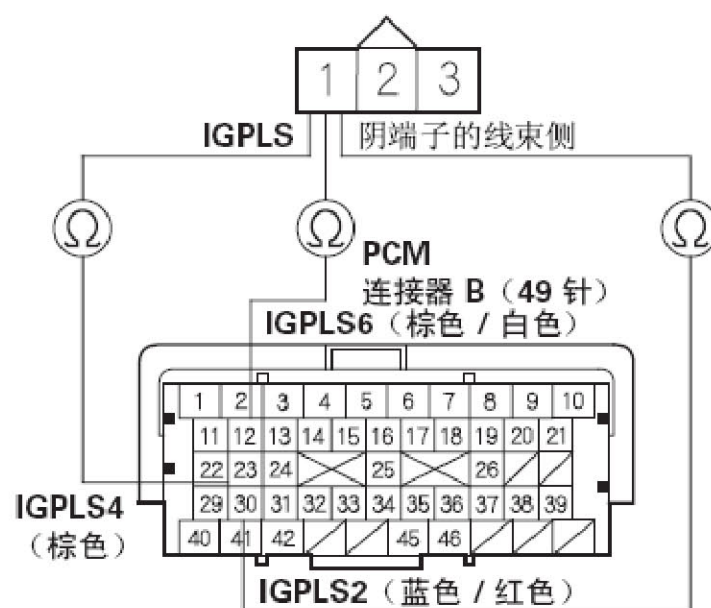 1 2 3
IGPLS 阴端子的线束侧
Ω Ω Ω
PCM
连接器 B（49 针）
IGPLS6（棕色 / 白色）
1 2 3 4 5 6 7 8 9 10
11 12 13 14 15 16 17 18 19 20 21
22 23 24 25 26
29 30 31 32 33 34 35 36 37 38 39
40 41 42 45 46
IGPLS4
（棕色）
IGPLS2（蓝色 / 红色）